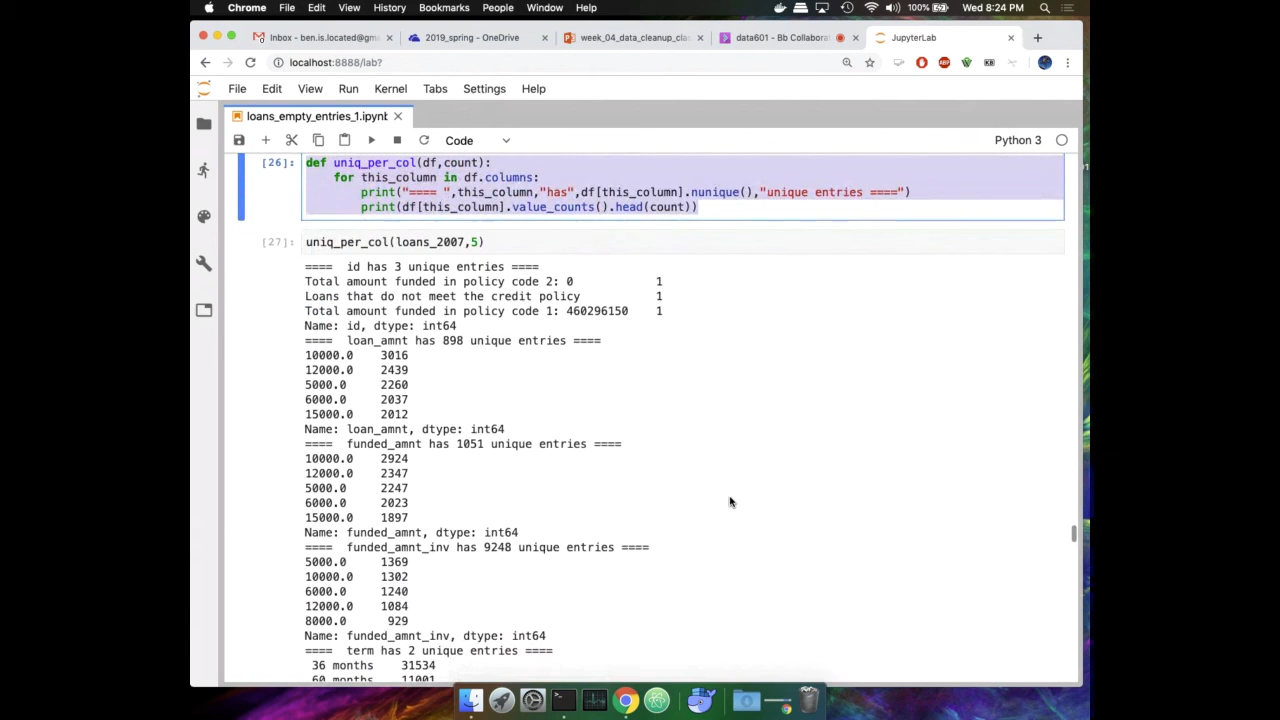 Chrome File Edit View History Bookmarks People Window Help 100% Wed 8:24 PM
Inbox - ben.is.located@gm 2019_spring - OneDrive week_04_data_cleanup_cla data601 - Bb Collabora JupyterLab
localhost:8888/lab?
File Edit View Run Kernel Tabs Settings Help
loans_empty_entries_1.ipynb
Code Python 3
[26]: def uniq_per_col(df,count):
for this_column in df.columns:
print("==== ",this_column,"has",df[this_column].nunique(),"unique entries ====")
print(df[this_column].value_counts().head(count))
[27]: uniq_per_col(loans_2007,5)
==== id has 3 unique entries ====
Total amount funded in policy code 2: 0 1
Loans that do not meet the credit policy 1
Total amount funded in policy code 1: 460296150 1
Name: id, dtype: int64
==== loan_amnt has 898 unique entries ====
10000.0 3016
12000.0 2439
5000.0 2260
6000.0 2037
15000.0 2012
Name: loan_amnt, dtype: int64
==== funded_amnt has 1051 unique entries ====
10000.0 2924
12000.0 2347
5000.0 2247
6000.0 2023
15000.0 1897
Name: funded_amnt, dtype: int64
==== funded_amnt_inv has 9248 unique entries ====
5000.0 1369
10000.0 1302
6000.0 1240
12000.0 1084
8000.0 929
Name: funded_amnt_inv, dtype: int64
==== term has 2 unique entries ====
36 months 31534
60 months 11001